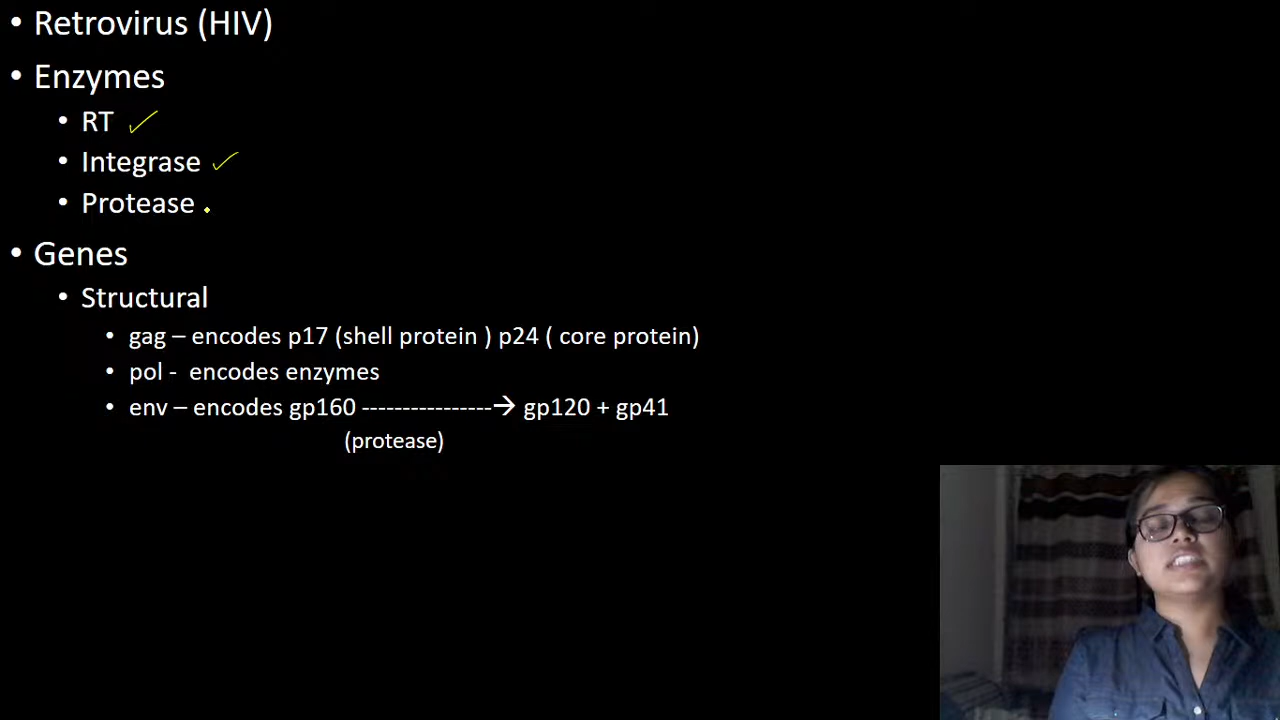 • Retrovirus (HIV)
• Enzymes
• RT ✓
• Integrase ✓
• Protease
• Genes
• Structural
• gag – encodes p17 (shell protein ) p24 ( core protein)
• pol - encodes enzymes
• env – encodes gp160 ----------------→ gp120 + gp41
(protease)